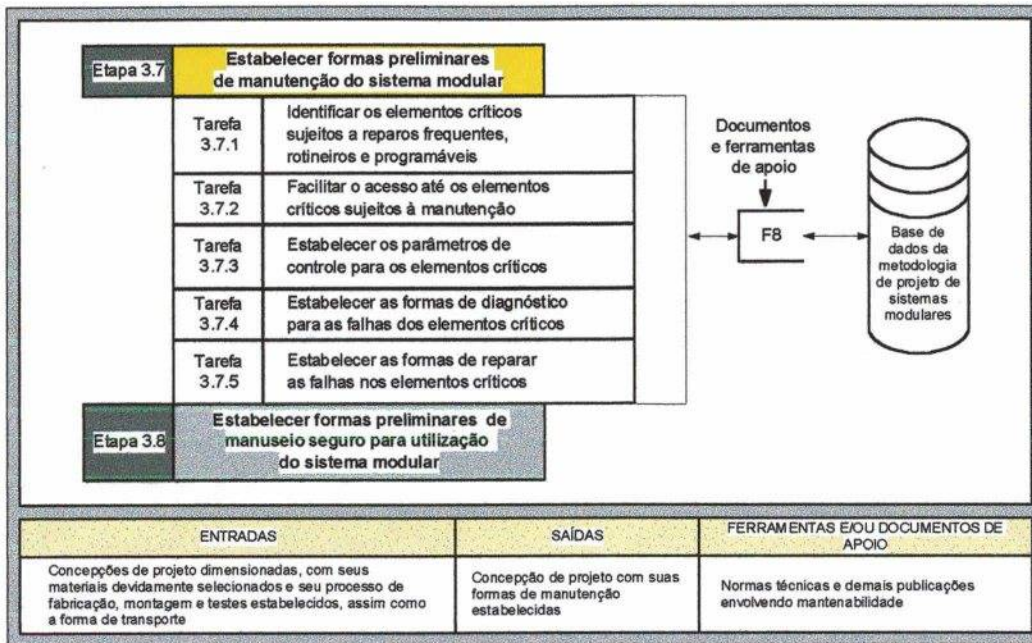 Etapa 3.7
Estabelecer formas preliminares
de manutenção do sistema modular
Tarefa
3.7.1
Identificar os elementos críticos
sujeitos a reparos frequentes,
rotineiros e programáveis
Tarefa
3.7.2
Facilitar o acesso até os elementos
críticos sujeitos à manutenção
Tarefa
3.7.3
Estabelecer os parâmetros de
controle para os elementos críticos
Tarefa
3.7.4
Estabelecer as formas de diagnóstico
para as falhas dos elementos críticos
Tarefa
3.7.5
Estabelecer as formas de reparar
as falhas nos elementos críticos
Etapa 3.8
Estabelecer formas preliminares de
manuseio seguro para utilização
do sistema modular
Documentos
e ferramentas
de apoio
F8
Base de
dados da
metodologia
de projeto de
sistemas
modulares
ENTRADAS
SAÍDAS
FERRAMENTAS E/OU DOCUMENTOS DE
APOIO
Concepções de projeto dimensionadas, com seus
materiais devidamente selecionados e seu processo de
fabricação, montagem e testes estabelecidos, assim como
a forma de transporte
Concepção de projeto com suas
formas de manutenção
estabelecidas
Normas técnicas e demais publicações
envolvendo mantenabilidade